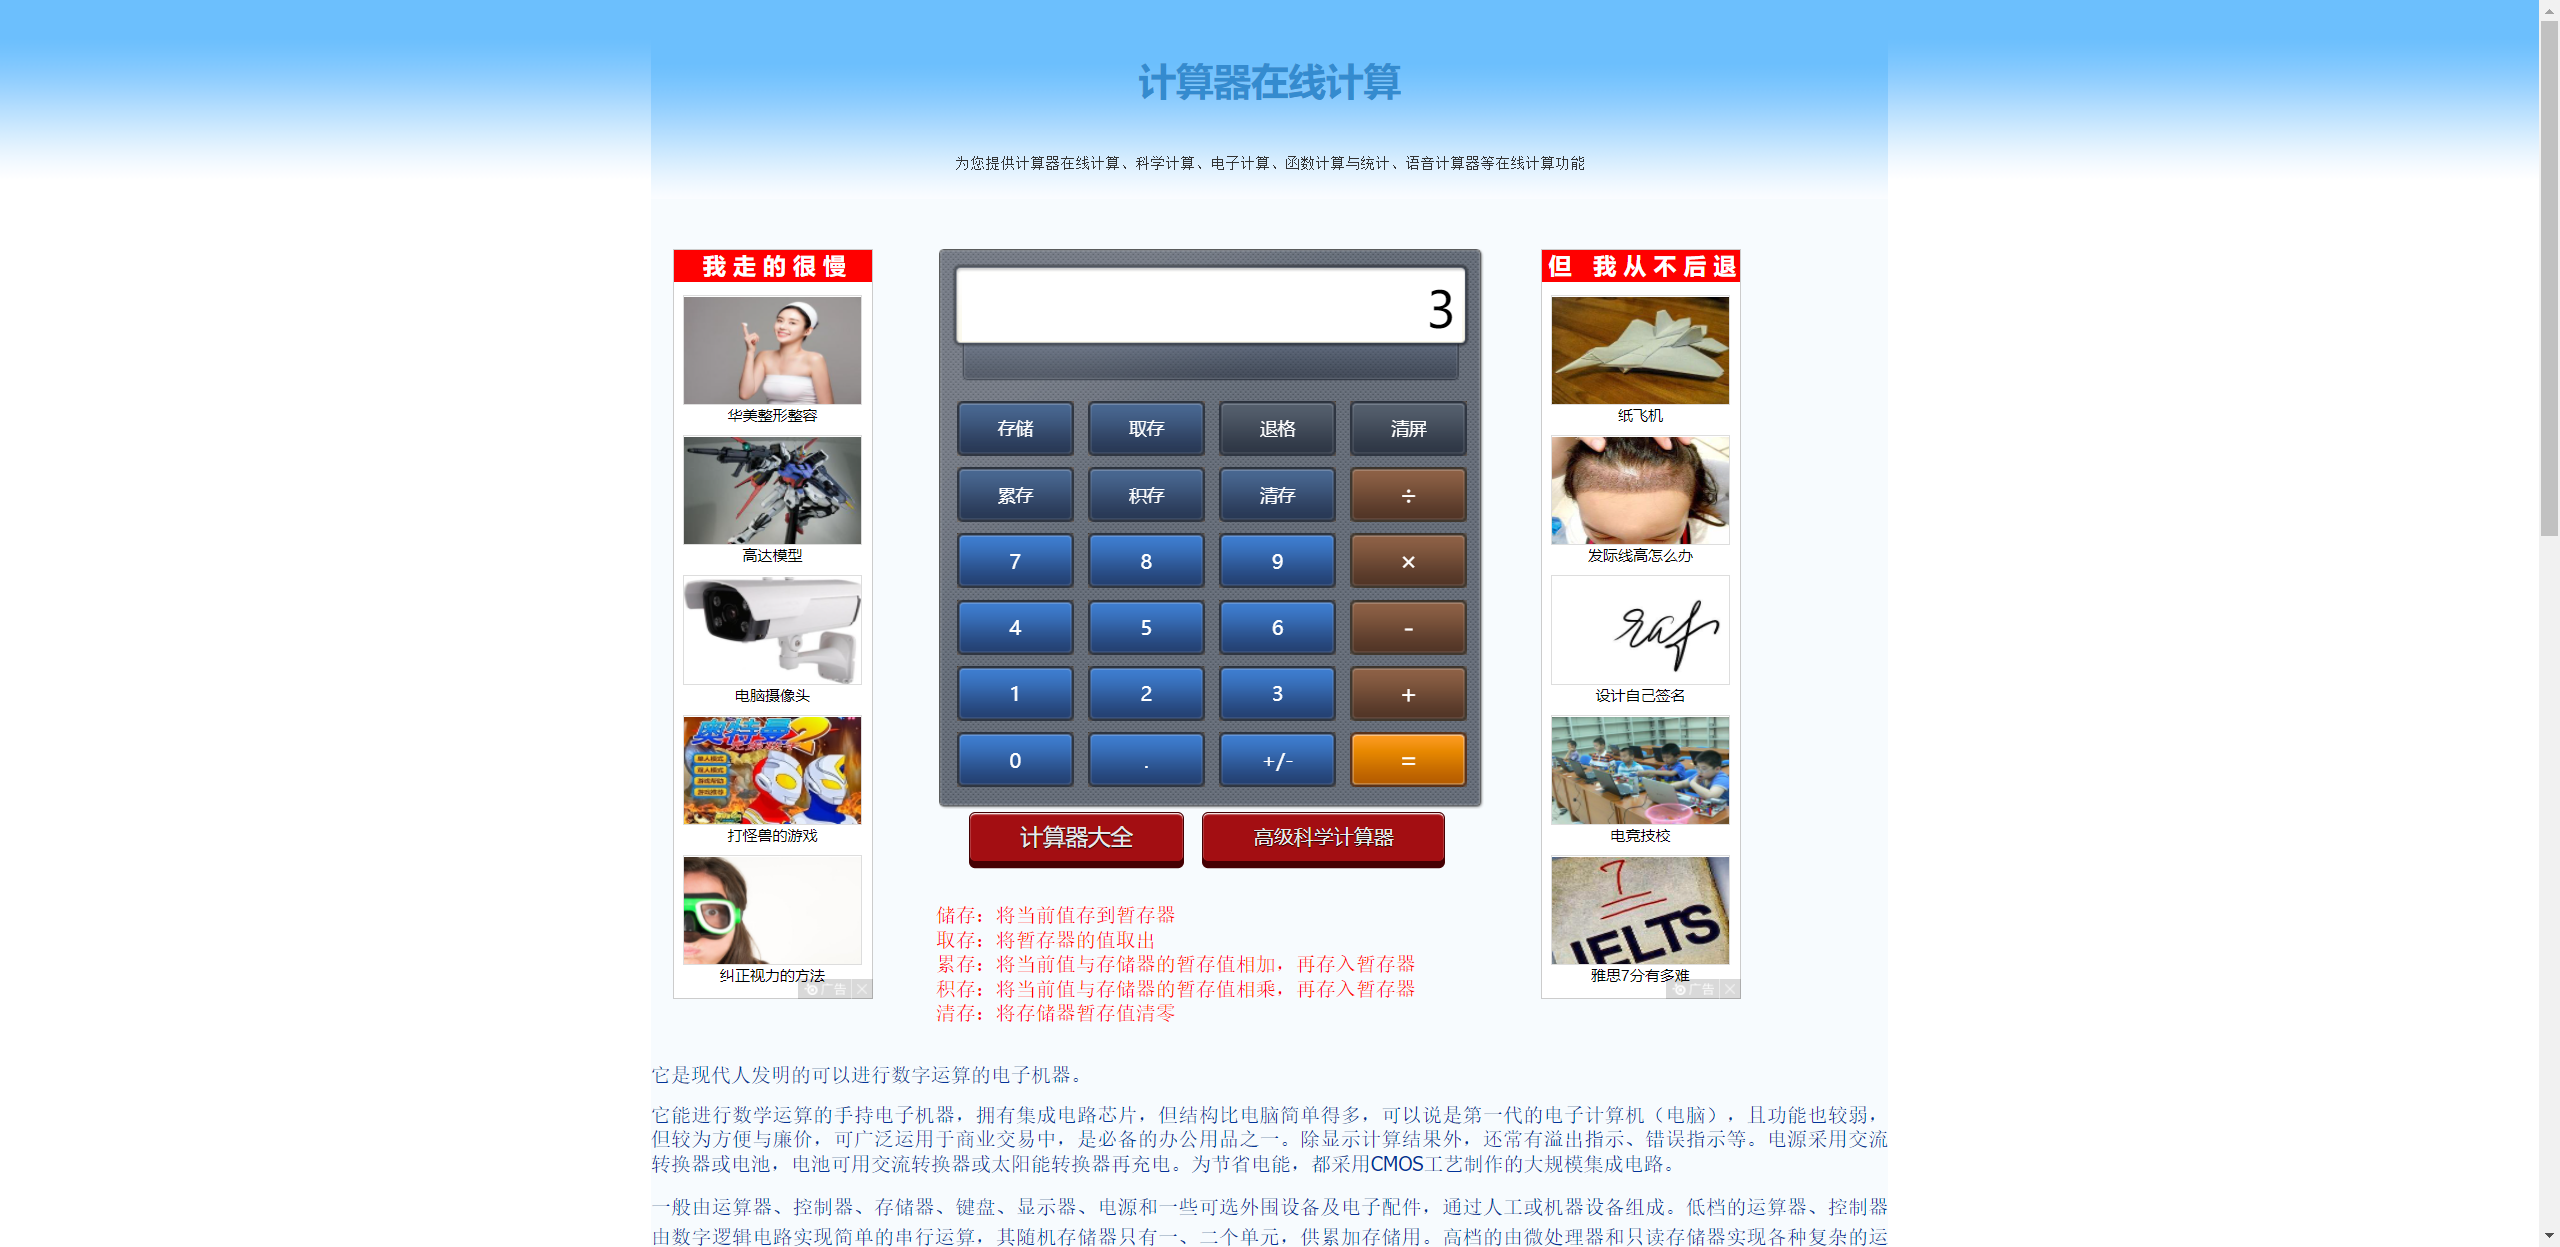 计算器在线计算
为您提供计算器在线计算、科学计算、电子计算、函数计算与统计、语音计算器等在线计算功能
我走的很慢
华美整形整容
高达模型
电脑摄像头
奥特曼2
打怪兽的游戏
纠正视力的方法
广告
3
存储 取存 退格 清屏
累存 积存 清存 ÷
7 8 9 ×
4 5 6 -
1 2 3 +
0 . +/- =
计算器大全 高级科学计算器
储存：将当前值存到暂存器
取存：将暂存器的值取出
累存：将当前值与存储器的暂存值相加，再存入暂存器
积存：将当前值与存储器的暂存值相乘，再存入暂存器
清存：将存储器暂存值清零
但 我从不后退
纸飞机
发际线高怎么办
设计自己签名
电竞技校
7
IELTS
雅思7分有多难
广告
它是现代人发明的可以进行数字运算的电子机器。
它能进行数学运算的手持电子机器，拥有集成电路芯片，但结构比电脑简单得多，可以说是第一代的电子计算机（电脑），且功能也较弱，
但较为方便与廉价，可广泛运用于商业交易中，是必备的办公用品之一。除显示计算结果外，还常有溢出指示、错误指示等。电源采用交流
转换器或电池，电池可用交流转换器或太阳能转换器再充电。为节省电能，都采用CMOS工艺制作的大规模集成电路。
一般由运算器、控制器、存储器、键盘、显示器、电源和一些可选外围设备及电子配件，通过人工或机器设备组成。低档的运算器、控制器
由数字逻辑电路实现简单的串行运算，其随机存储器只有一、二个单元，供累加存储用。高档的由微处理器和只读存储器实现各种复杂的运